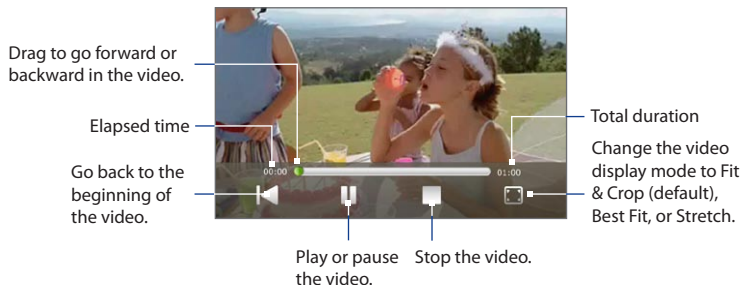 Drag to go forward or
backward in the video.
Elapsed time
Go back to the
beginning of
the video.
00:00
01:00
Total duration
Change the video
display mode to Fit
& Crop (default),
Best Fit, or Stretch.
Play or pause
the video.
Stop the video.